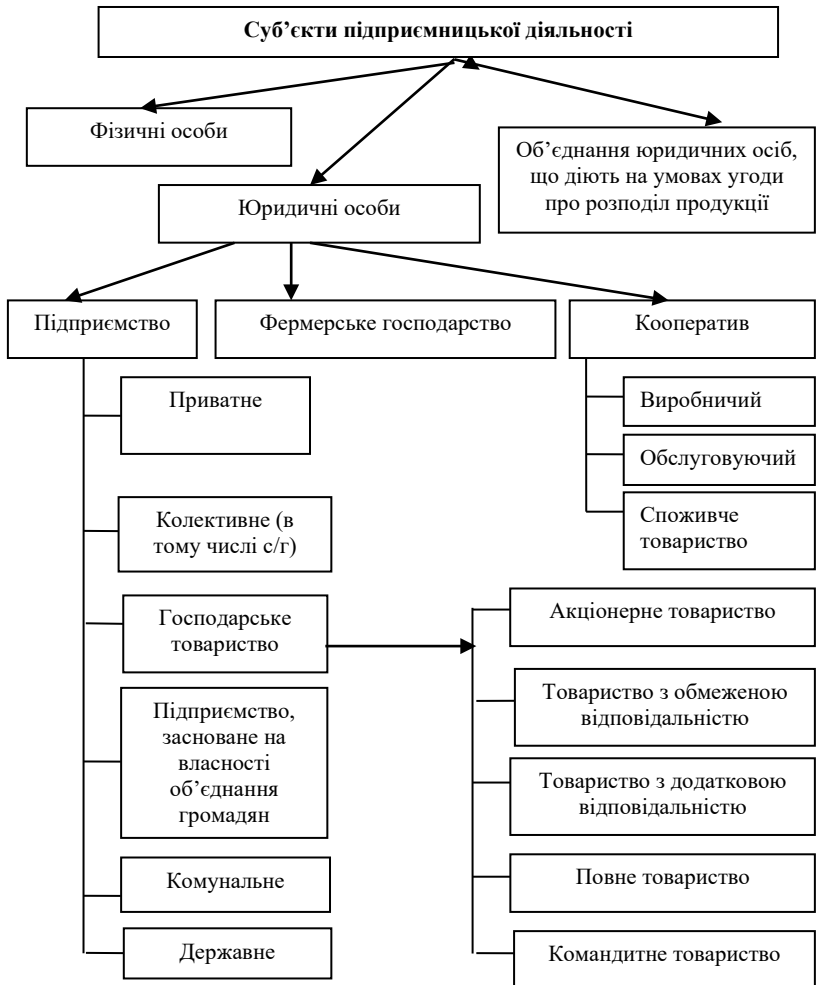 Суб’єкти підприємницької діяльності
Фізичні особи
Об’єднання юридичних осіб,
що діють на умовах угоди
про розподіл продукції
Юридичні особи
Підприємство
Фермерське господарство
Кооператив
Приватне
Виробничий
Обслуговуючий
Споживче
товариство
Колективне (в
тому числі с/г)
Господарське
товариство
Підприємство,
засноване на
власності
об’єднання
громадян
Комунальне
Державне
Акціонерне товариство
Товариство з обмеженою
відповідальністю
Товариство з додатковою
відповідальністю
Повне товариство
Командитне товариство